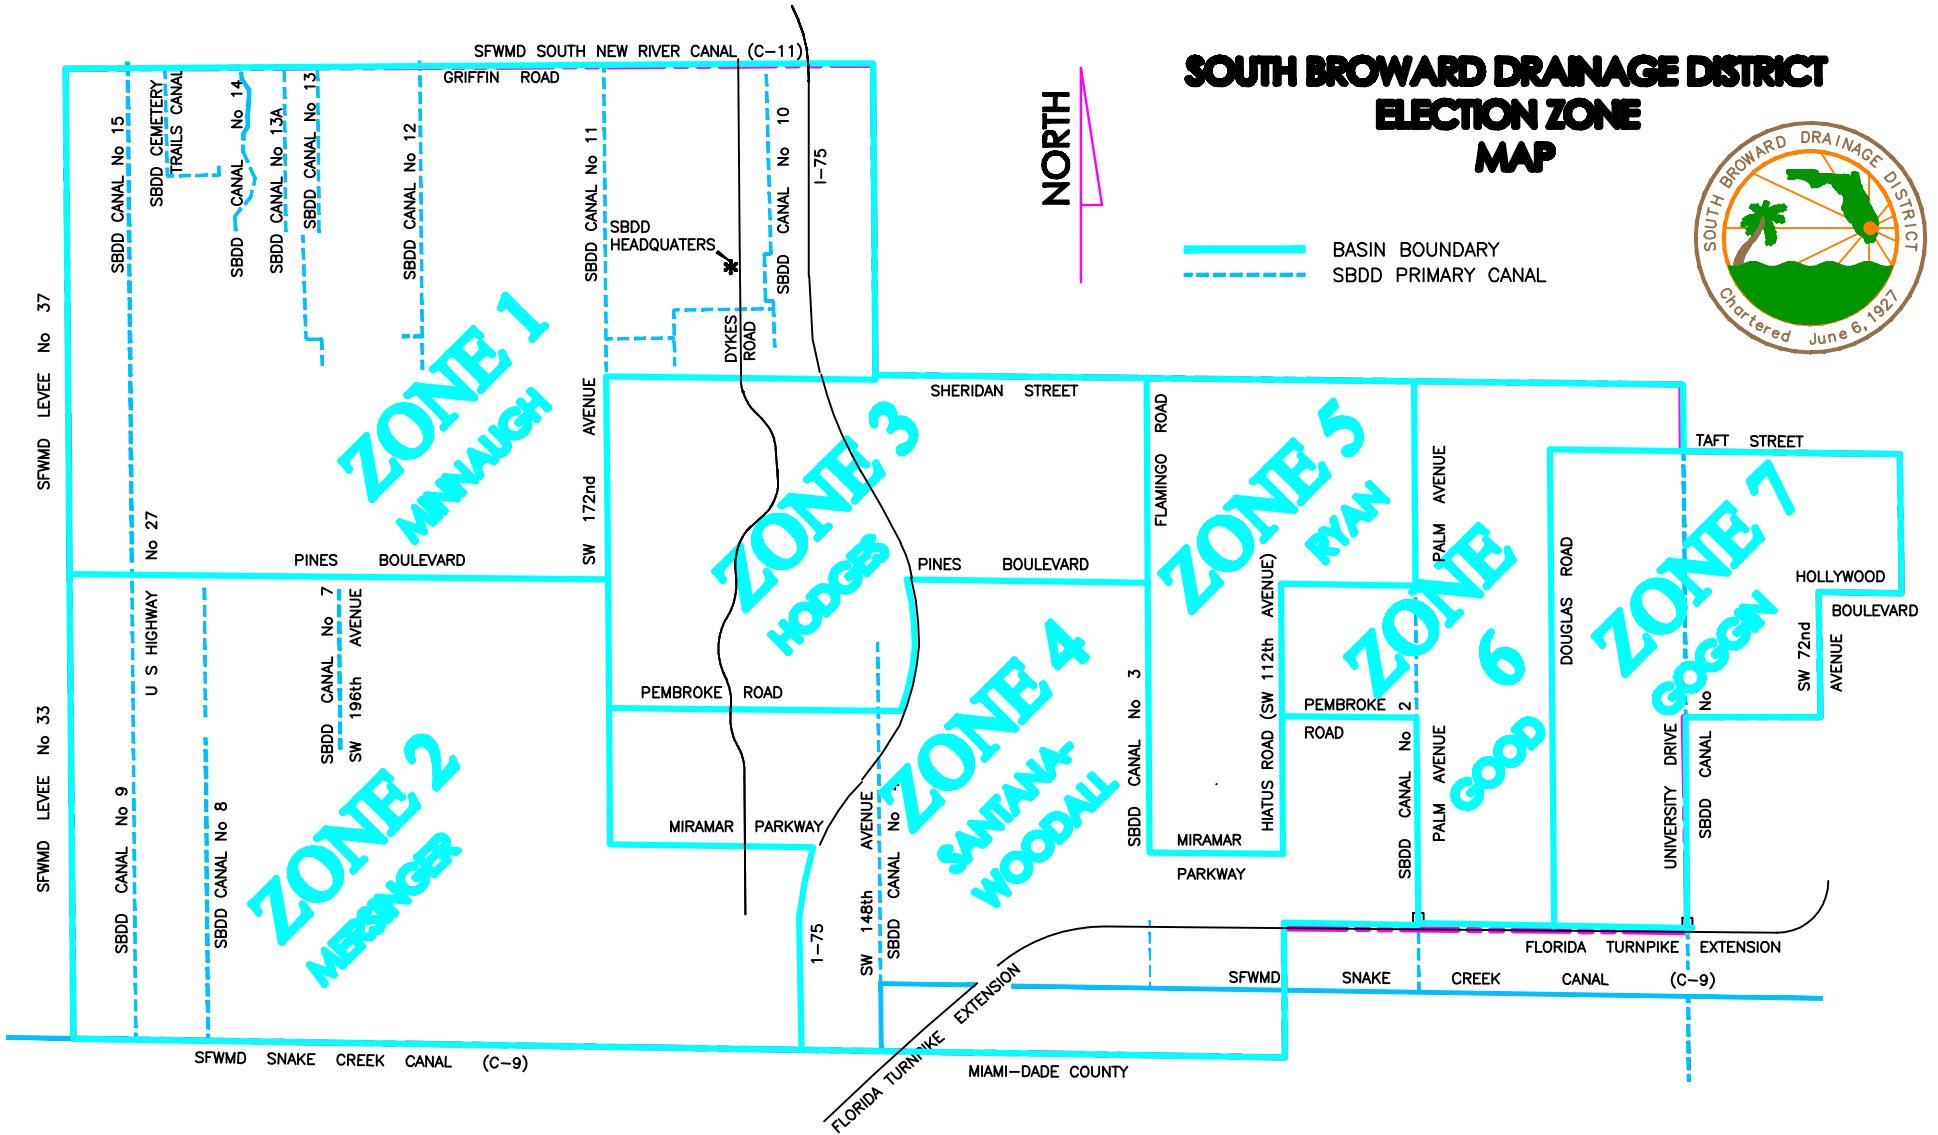 SFWMD SOUTH NEW RIVER CANAL (C-11)
GRIFFIN ROAD
SOUTH BROWARD DRAINAGE DISTRICT
ELECTION ZONE
MAP
NORTH
BASIN BOUNDARY
SBDD PRIMARY CANAL
SOUTH BROWARD DRAINAGE DISTRICT
Chartered June 6, 1927
SBDD CANAL No 15
SBDD CEMETERY
TRAILS CANAL
SBDD CANAL No 14
SBDD CANAL No 13A
SBDD CANAL No 13
SBDD CANAL No 12
SBDD CANAL No 11
SBDD
HEADQUATERS
SBDD CANAL No 10
I-75
DYKES
ROAD
SFWMD LEVEE No 37
ZONE 1
MINNAUGH
SW 172nd AVENUE
SHERIDAN STREET
ZONE 3
HODGES
FLAMINGO ROAD
ZONE 5
RYAN
PALM AVENUE
TAFT STREET
ZONE 7
GOGGIN
PINES BOULEVARD
PINES BOULEVARD
U S HIGHWAY No 27
HOLLYWOOD
BOULEVARD
SW 72nd
AVENUE
DOUGLAS ROAD
ZONE
6
GOOD
SBDD CANAL No 7
SW 196th AVENUE
HIATUS ROAD (SW 112th AVENUE)
PEMBROKE ROAD
PEMBROKE
ROAD
SFWMD LEVEE No 33
ZONE 2
MERSINGER
ZONE 4
SANTANA-
WOODALL
SBDD CANAL No 3
SBDD CANAL No 2
PALM AVENUE
UNIVERSITY DRIVE
SBDD CANAL No
SBDD CANAL No 9
SBDD CANAL No 8
MIRAMAR PARKWAY
MIRAMAR
PARKWAY
SW 148th AVENUE
SBDD CANAL No
I-75
FLORIDA TURNPIKE EXTENSION
SFWMD SNAKE CREEK CANAL (C-9)
SFWMD SNAKE CREEK CANAL (C-9)
MIAMI-DADE COUNTY
FLORIDA TURNPIKE EXTENSION